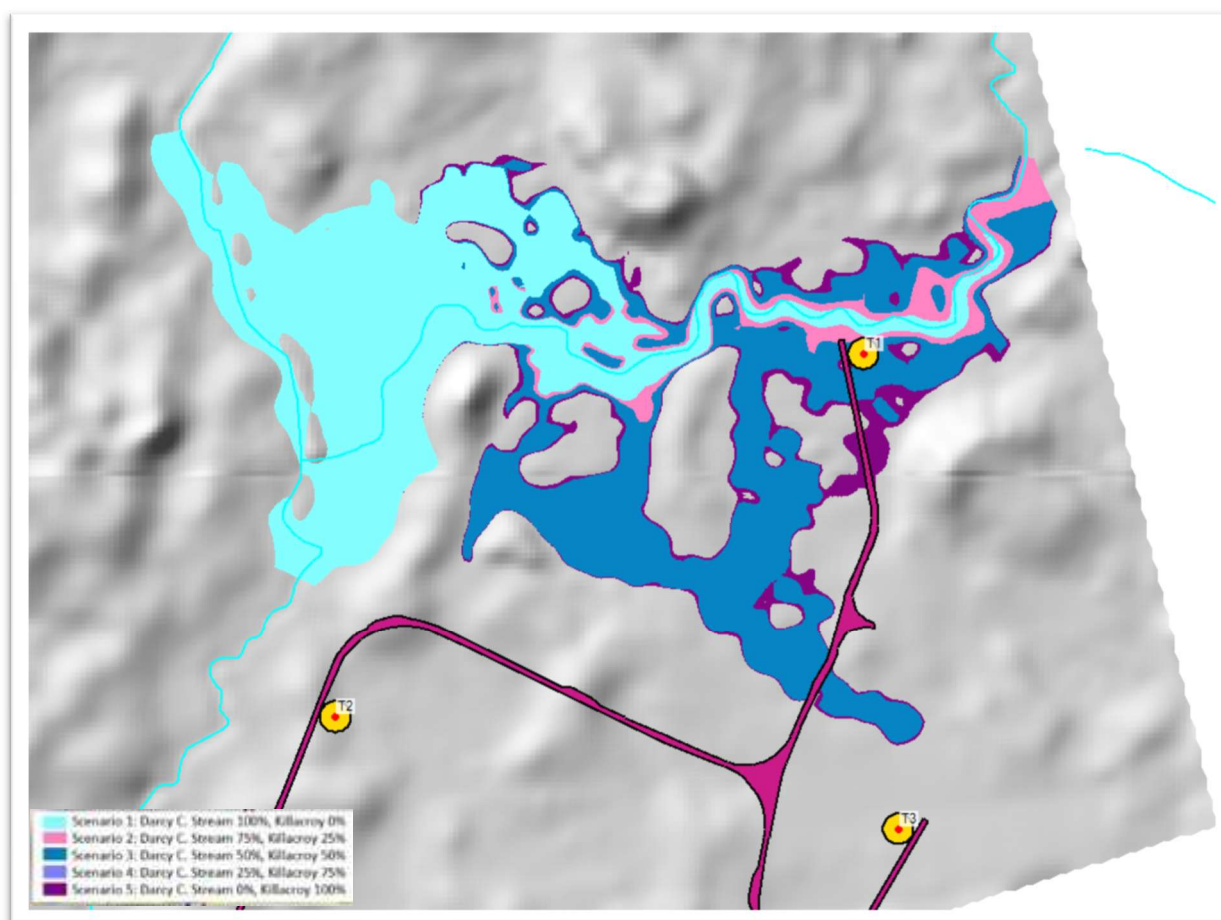 T1
T2
T3
Scenario 1: Darcy C. Stream 100%, Killacroy 0%
Scenario 2: Darcy C. Stream 75%, Killacroy 25%
Scenario 3: Darcy C. Stream 50%, Killacroy 50%
Scenario 4: Darcy C. Stream 25%, Killacroy 75%
Scenario 5: Darcy C. Stream 0%, Killacroy 100%